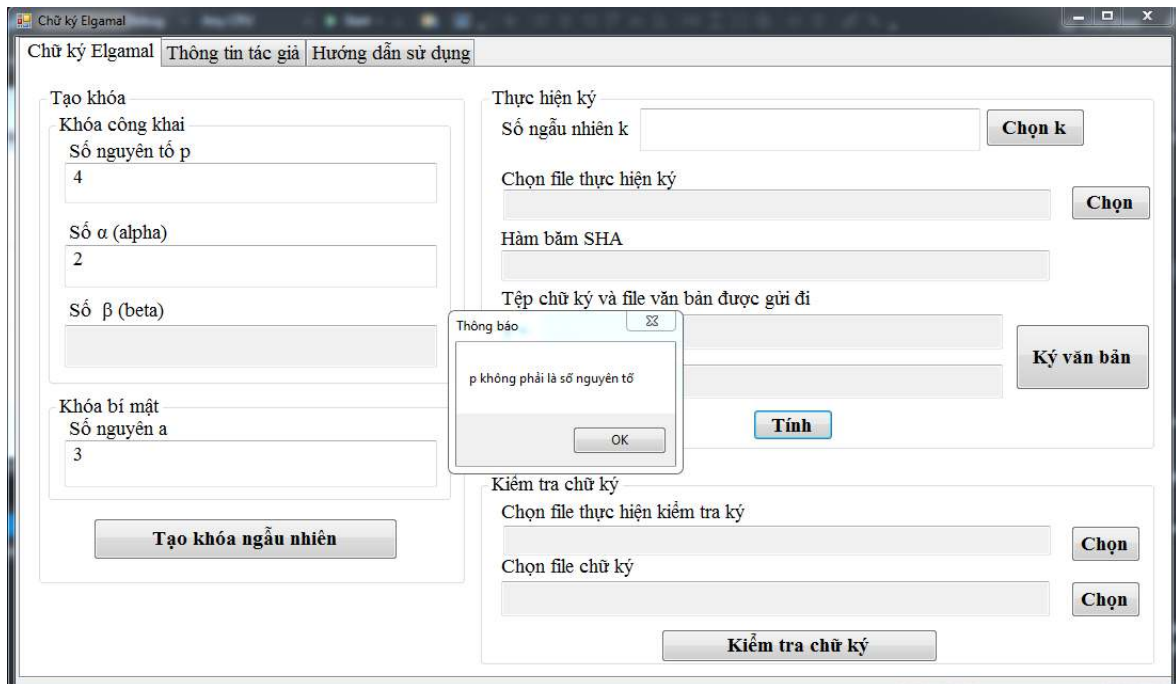 Chữ ký Elgamal
Chữ ký Elgamal Thông tin tác giả Hướng dẫn sử dụng
Tạo khóa
Khóa công khai
Số nguyên tố p
4
Số α (alpha)
2
Số β (beta)
Khóa bí mật
Số nguyên a
3
Tạo khóa ngẫu nhiên
Thực hiện ký
Số ngẫu nhiên k
Chọn k
Chọn file thực hiện ký
Chọn
Hàm băm SHA
Tệp chữ ký và file văn bản được gửi đi
Ký văn bản
Tính
Thông báo
p không phải là số nguyên tố
OK
Kiểm tra chữ ký
Chọn file thực hiện kiểm tra ký
Chọn
Chọn file chữ ký
Chọn
Kiểm tra chữ ký